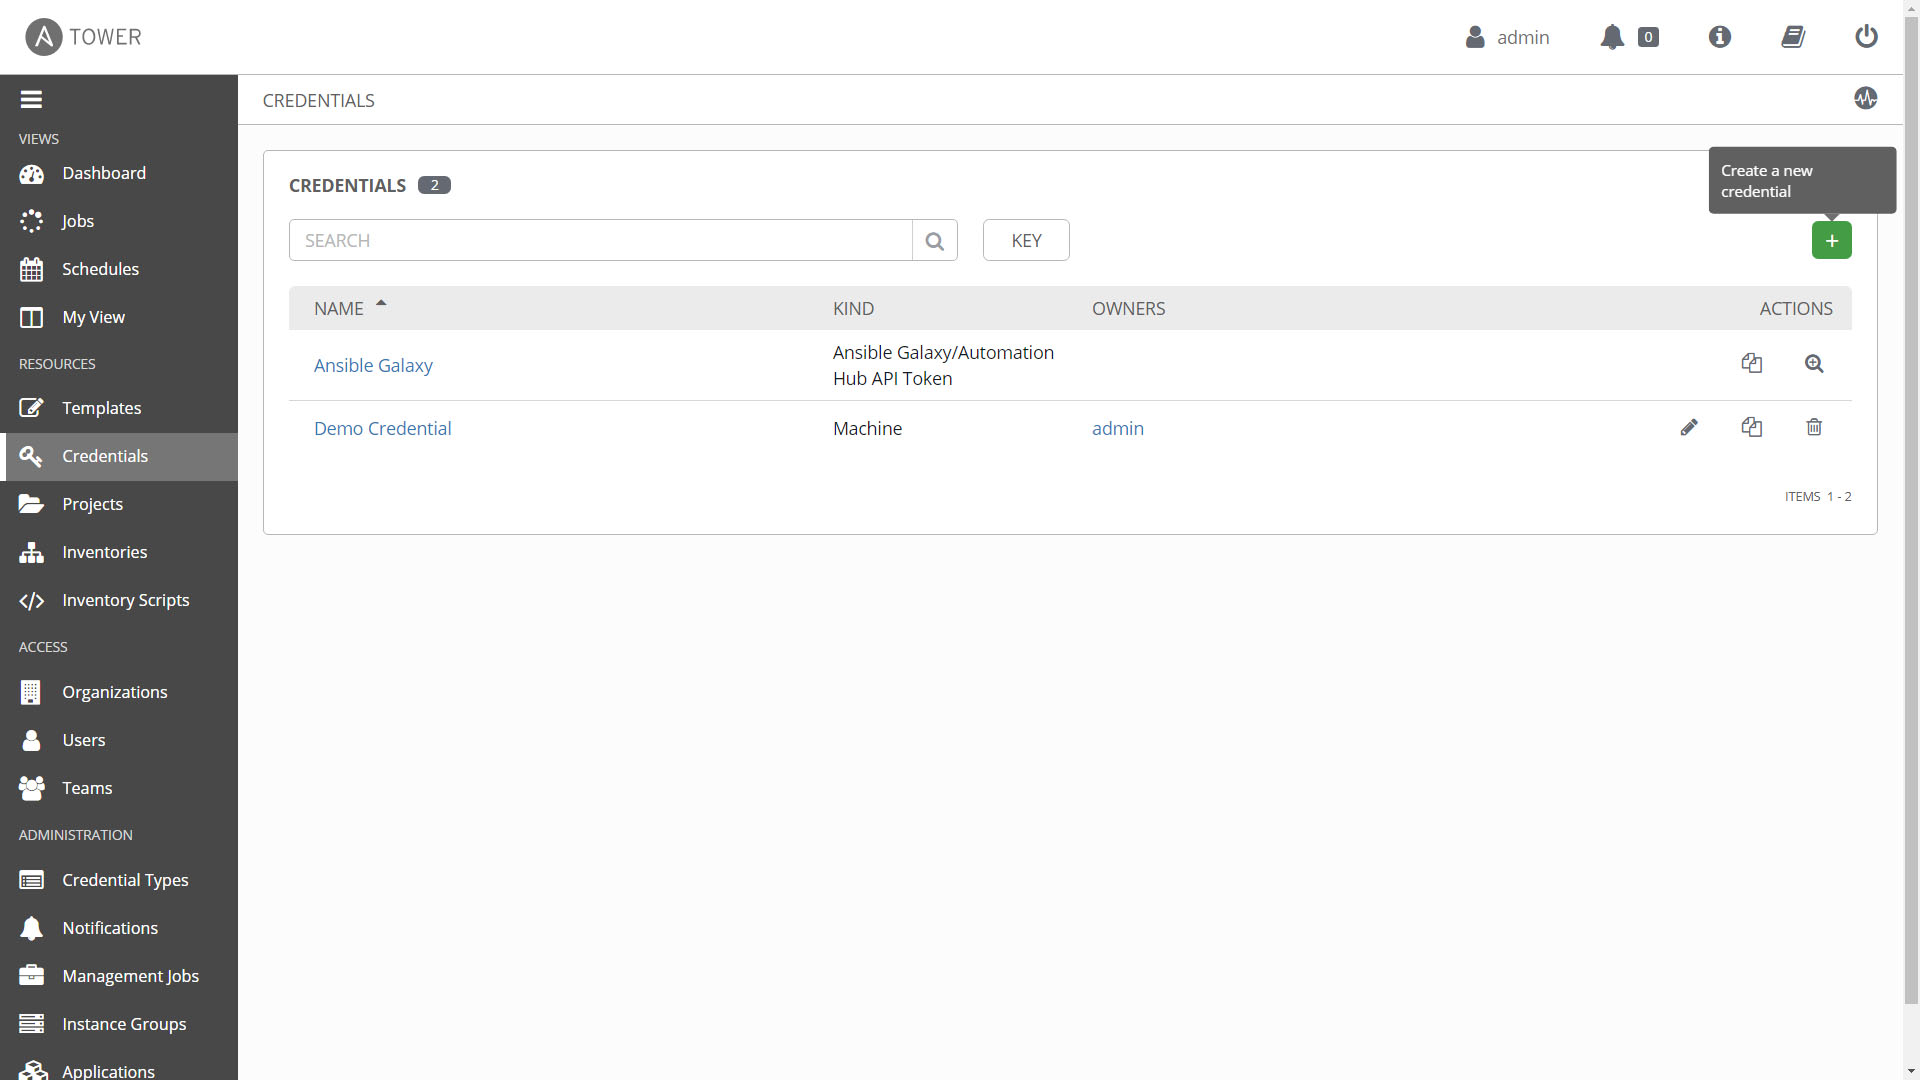 TOWER
admin
0
VIEWS
Dashboard
Jobs
Schedules
My View
RESOURCES
Templates
Credentials
Projects
Inventories
Inventory Scripts
ACCESS
Organizations
Users
Teams
ADMINISTRATION
Credential Types
Notifications
Management Jobs
Instance Groups
Applications
CREDENTIALS
Create a new
credential
CREDENTIALS 2
SEARCH
KEY
+
NAME KIND OWNERS ACTIONS
Ansible Galaxy Ansible Galaxy/Automation
Hub API Token
Demo Credential Machine admin
ITEMS 1 - 2